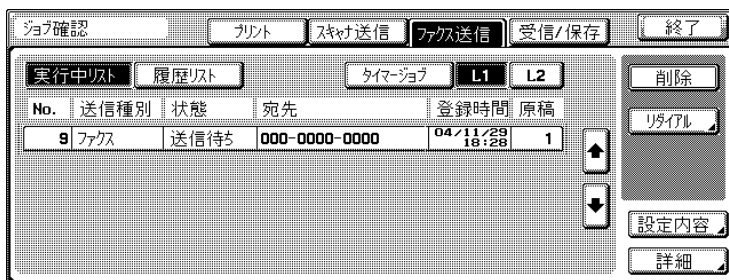 ジョブ確認 プリント スキャナ送信 ファクス送信 受信/保存 終了
実行中リスト 履歴リスト タイマージョブ L1 L2 削除
No. 送信種別 状態 宛先 登録時間 原稿
リダイアル
9 ファクス 送信待ち 000-0000-0000 04/11/29 18:28 1
設定内容
詳細